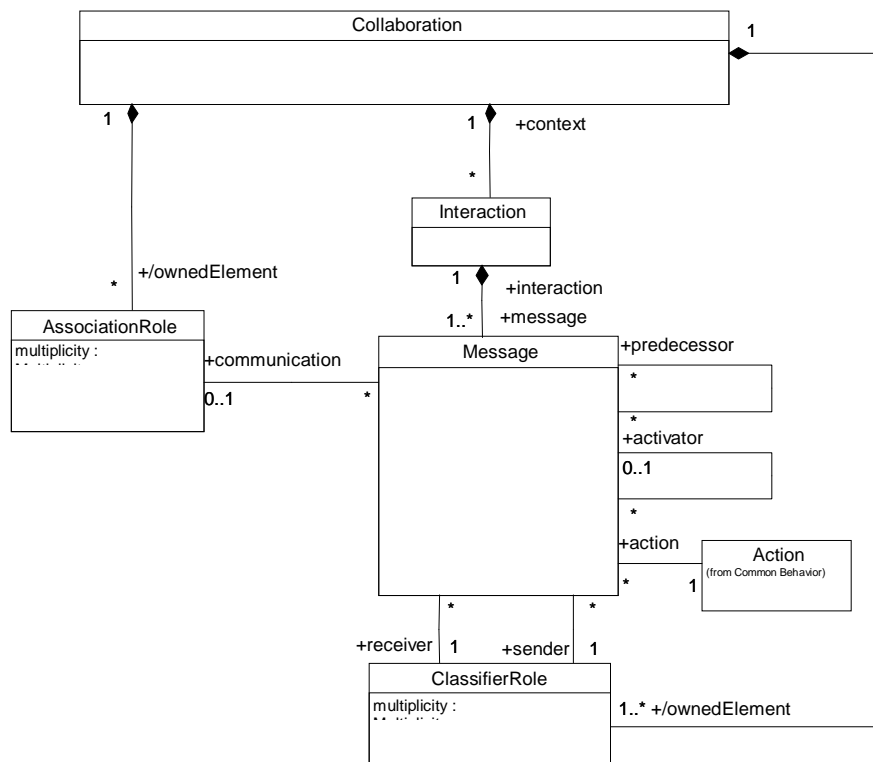 Collaboration
1
1
1
+context
*
Interaction
+/ownedElement
*
1
+interaction
1..*
+message
AssociationRole
multiplicity :
+communication
0..1
*
Message
+predecessor
*
*
+activator
0..1
*
+action
*
1
Action
(from Common Behavior)
*
*
+receiver
1
+sender
1
ClassifierRole
multiplicity :
1..* +/ownedElement